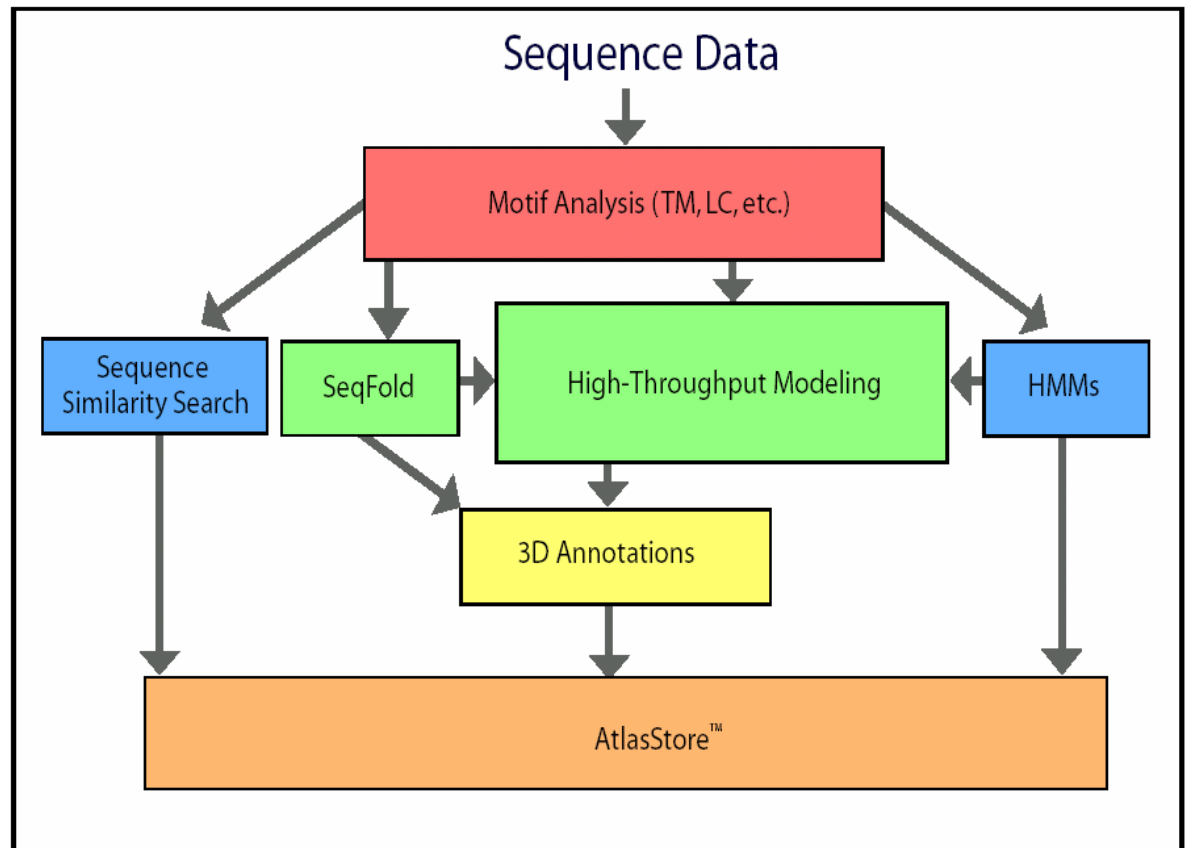 Sequence Data
Motif Analysis (TM, LC, etc.)
Sequence
Similarity Search
SeqFold
High-Throughput Modeling
HMMs
3D Annotations
AtlasStore™